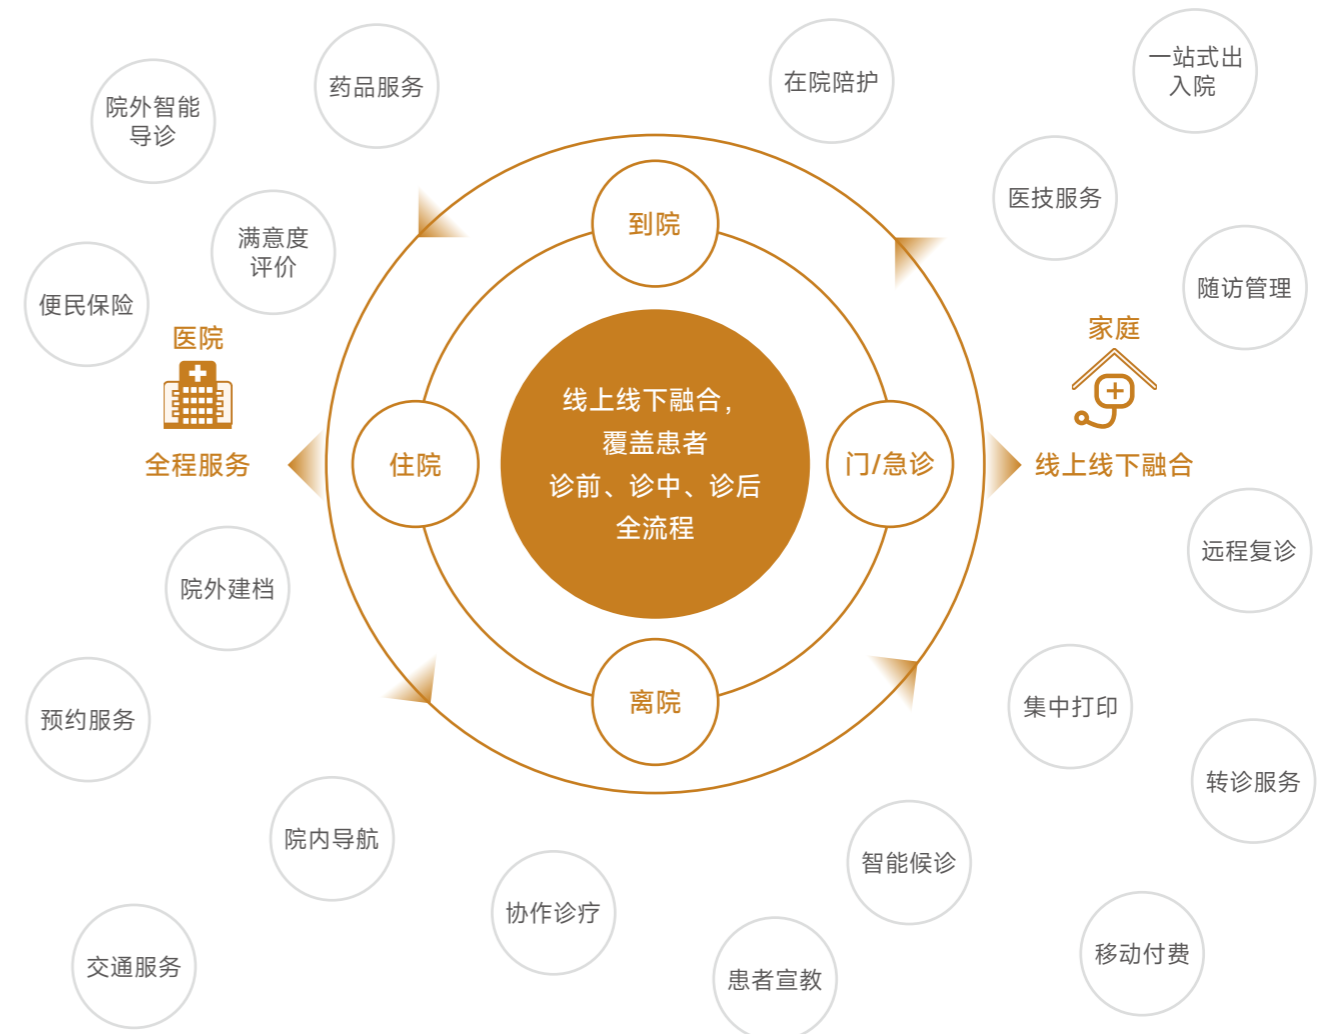 一站式出
入院
药品服务
在院陪护
院外智能
导诊
医技服务
到院
满意度
评价
随访管理
便民保险
医院
家庭
线上线下融合，
覆盖患者
诊前、诊中、诊后
全流程
全程服务
住院
门/急诊
线上线下融合
远程复诊
院外建档
离院
集中打印
预约服务
转诊服务
院内导航
智能候诊
协作诊疗
移动付费
交通服务
患者宣教